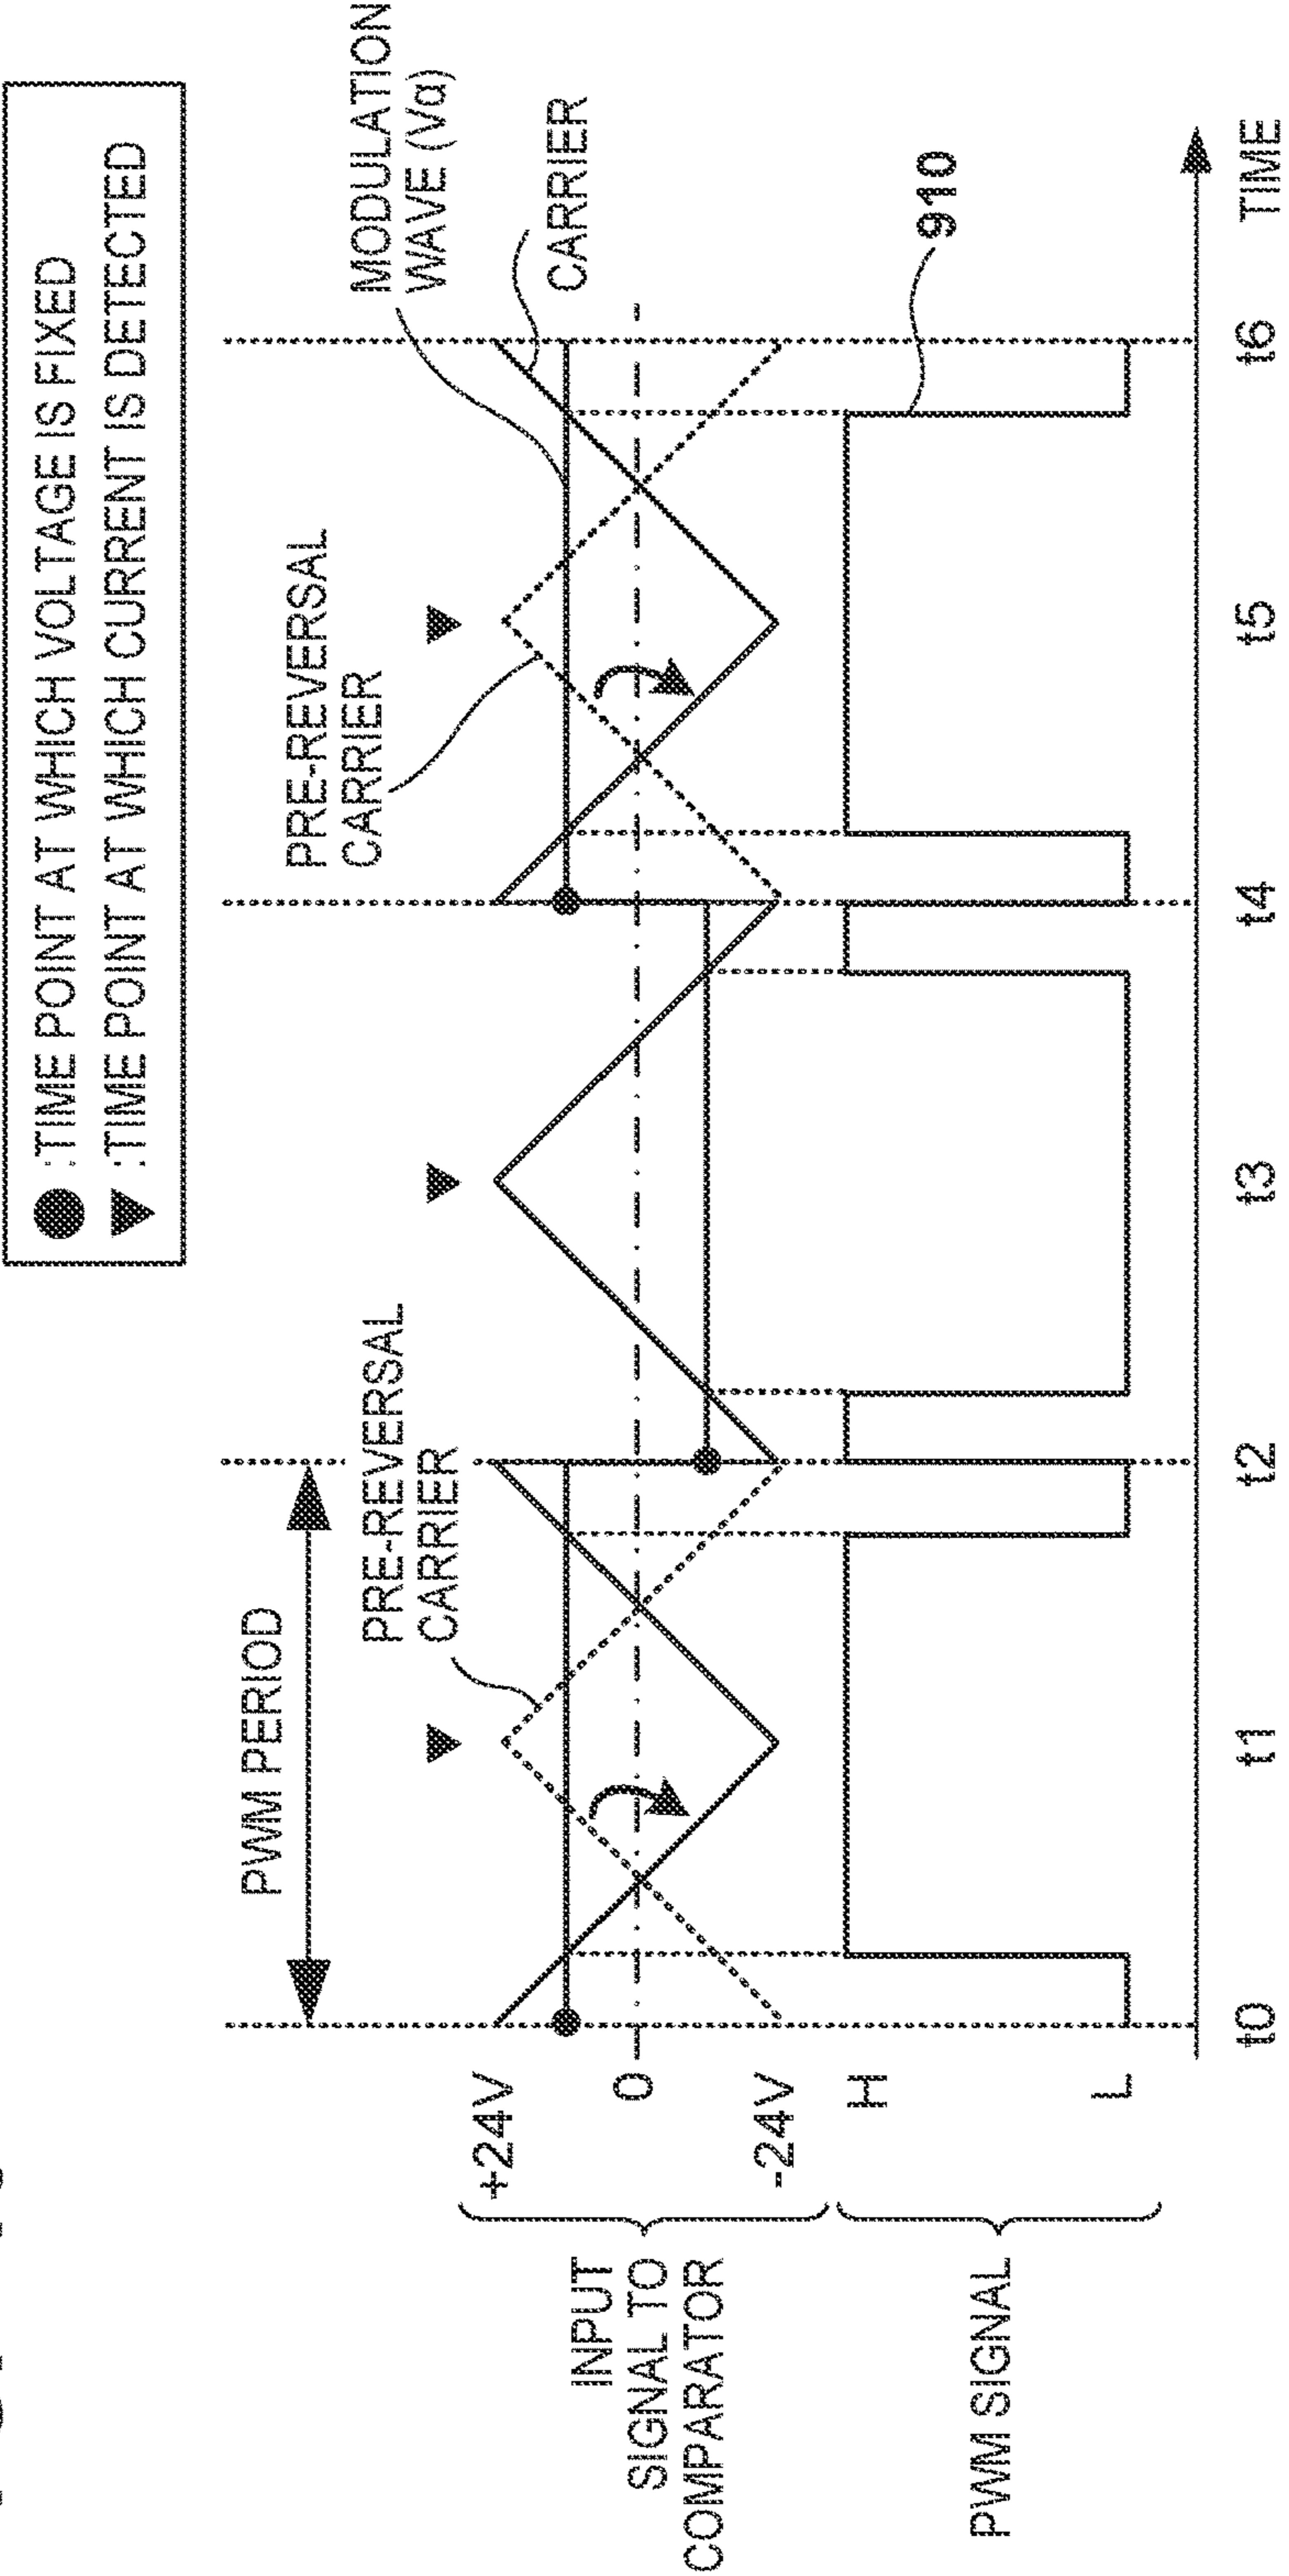 :TIME POINT AT WHICH VOLTAGE IS FIXED
:TIME POINT AT WHICH CURRENT IS DETECTED
PWM PERIOD
PRE-REVERSAL
CARRIER
PRE-REVERSAL
CARRIER
MODULATION
WAVE (Vα)
CARRIER
INPUT
SIGNAL TO
COMPARATOR
+24V
0
-24V
PWM SIGNAL
H
L
910
t0
t1
t2
t3
t4
t5
t6
TIME